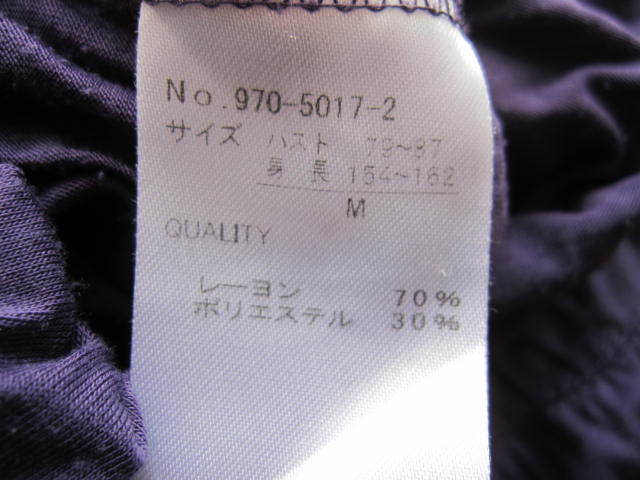 No.970-5017-2
サイズ バスト 79~87
身長 154~162
M
QUALITY
レーヨン 70%
ポリエステル 30%